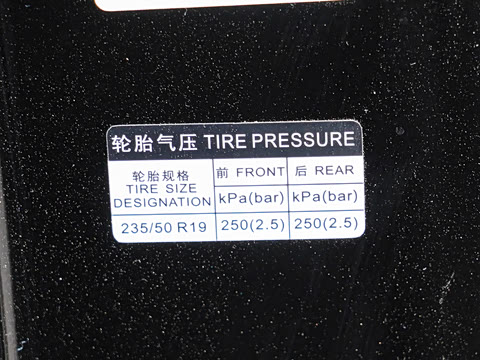 轮胎气压 TIRE PRESSURE
轮胎规格 TIRE SIZE DESIGNATION 前 FRONT 后 REAR
kPa(bar) kPa(bar)
235/50 R19 250(2.5) 250(2.5)